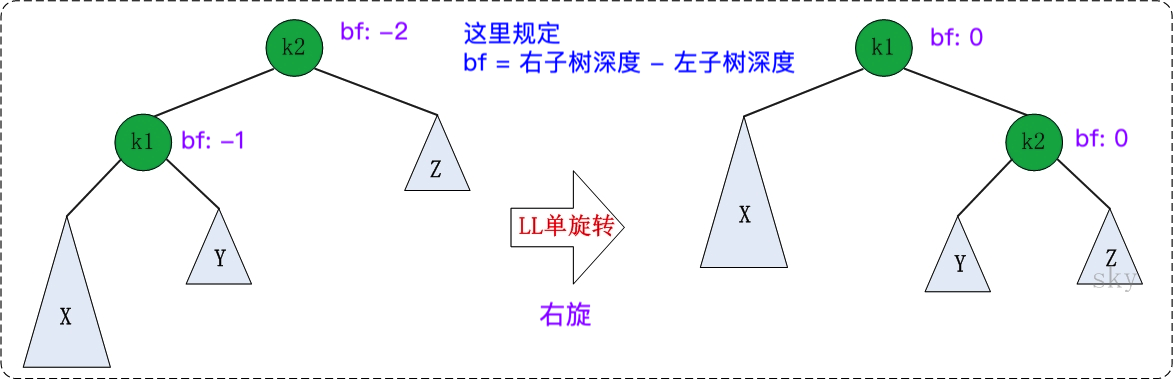 k2
bf: -2
k1
bf: -1
Z
Y
X
这里规定
bf = 右子树深度 - 左子树深度
LL单旋转
右旋
k1
bf: 0
k2
bf: 0
X
Y
Z
sky